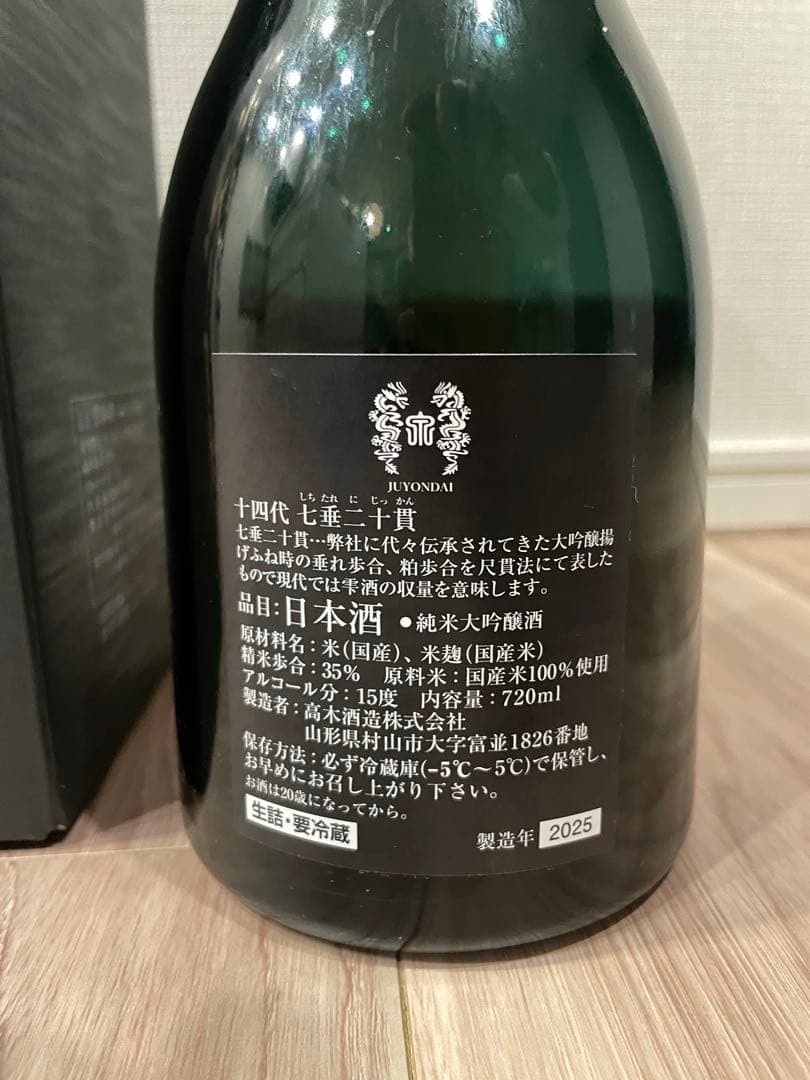 JUYONDAI
しち たれ に じっ かん
十四代 七垂二十貫
七垂二十貫…弊社に代々伝承されてきた大吟醸揚
げふね時の垂れ歩合、粕歩合を尺貫法にて表した
もので現代では雫酒の収量を意味します。
品目:日本酒 ●純米大吟醸酒
原材料名:米(国産)、米麹(国産米)
精米歩合:35% 原料米:国産米100%使用
アルコール分:15度 内容量:720ml
製造者:高木酒造株式会社
山形県村山市大字富並1826番地
保存方法:必ず冷蔵庫(−5℃〜5℃)で保管し、
お早めにお召し上がり下さい。
お酒は20歳になってから。
生詰・要冷蔵
製造年 2025